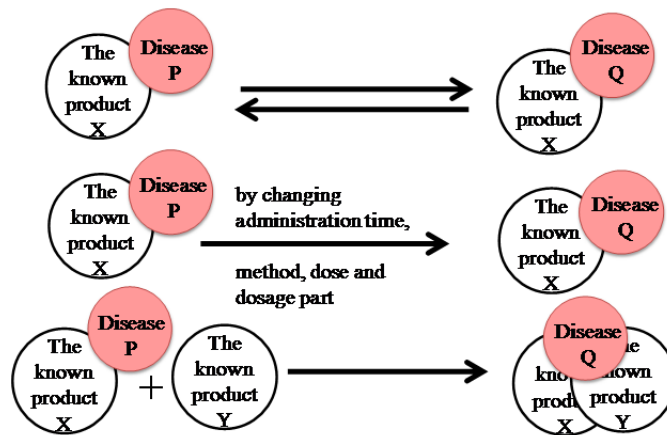 The
known
product
X
Disease
P
The
known
product
X
Disease
Q
The
known
product
X
Disease
P
by changing
administration time,
method, dose and
dosage part
The
known
product
X
Disease
Q
The
known
product
X
Disease
P
+
The
known
product
Y
Disease
Q
product
X
product
Y